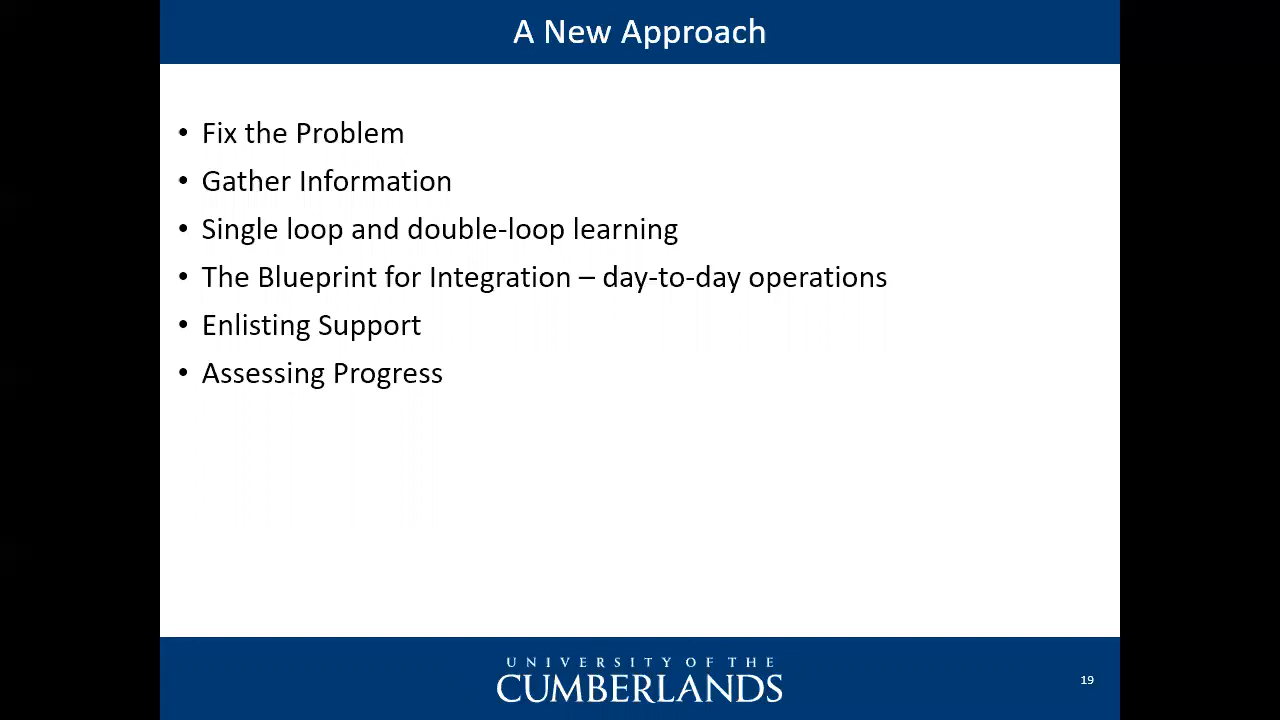 A New Approach
• Fix the Problem
• Gather Information
• Single loop and double-loop learning
• The Blueprint for Integration – day-to-day operations
• Enlisting Support
• Assessing Progress
UNIVERSITY OF THE
CUMBERLANDS
19